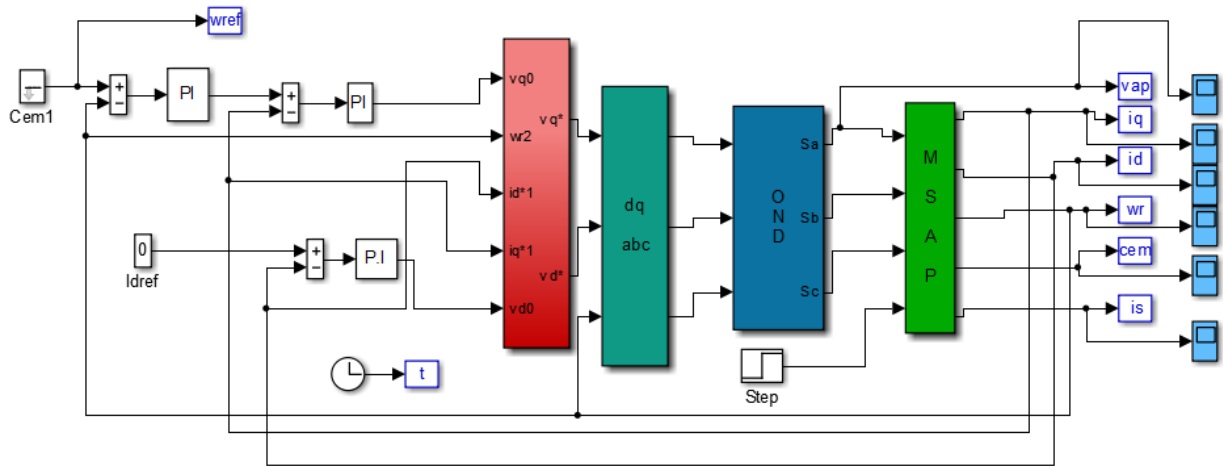 wref
Cem1
+
−
PI
+
−
PI
vq0
wr2
id*1
iq*1
vd0
vq*
vd*
dq
abc
O
N
D
Sa
Sb
Sc
M
S
A
P
vap
iq
id
wr
cem
is
0
Idref
+
−
P.I
t
Step